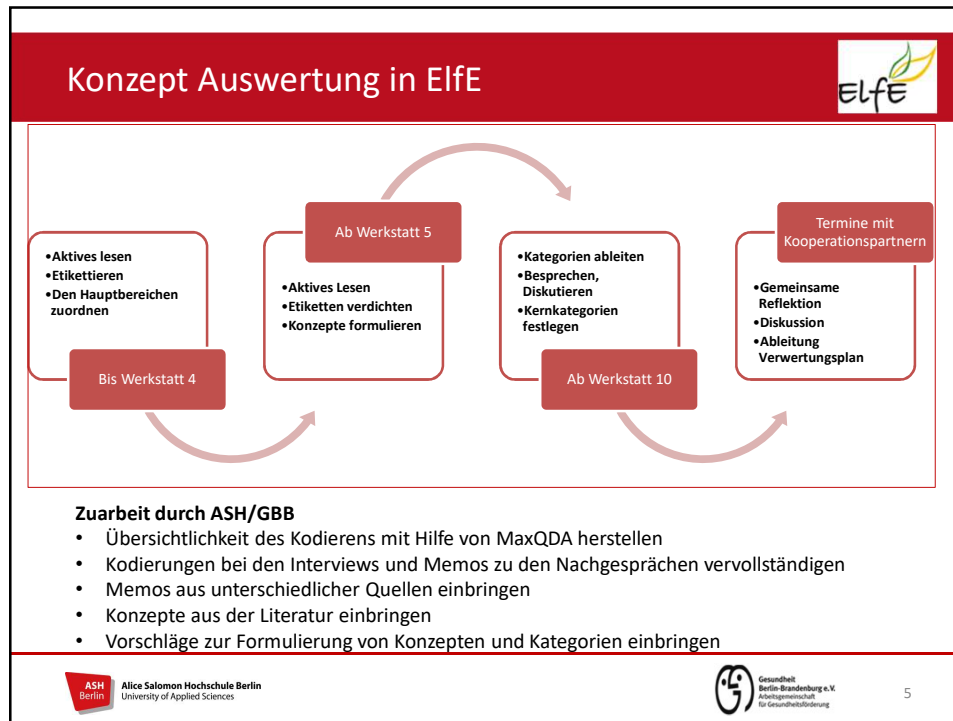 Konzept Auswertung in ElfE
ElfE
•Aktives lesen
•Etikettieren
•Den Hauptbereichen
zuordnen
Bis Werkstatt 4
Ab Werkstatt 5
•Aktives Lesen
•Etiketten verdichten
•Konzepte formulieren
•Kategorien ableiten
•Besprechen,
Diskutieren
•Kernkategorien
festlegen
Ab Werkstatt 10
Termine mit
Kooperationspartnern
•Gemeinsame
Reflektion
•Diskussion
•Ableitung
Verwertungsplan
Zuarbeit durch ASH/GBB
• Übersichtlichkeit des Kodierens mit Hilfe von MaxQDA herstellen
• Kodierungen bei den Interviews und Memos zu den Nachgesprächen vervollständigen
• Memos aus unterschiedlicher Quellen einbringen
• Konzepte aus der Literatur einbringen
• Vorschläge zur Formulierung von Konzepten und Kategorien einbringen
ASH
Berlin
Alice Salomon Hochschule Berlin
University of Applied Sciences
Gesundheit
Berlin-Brandenburg e.V.
Arbeitsgemeinschaft
für Gesundheitsförderung
5